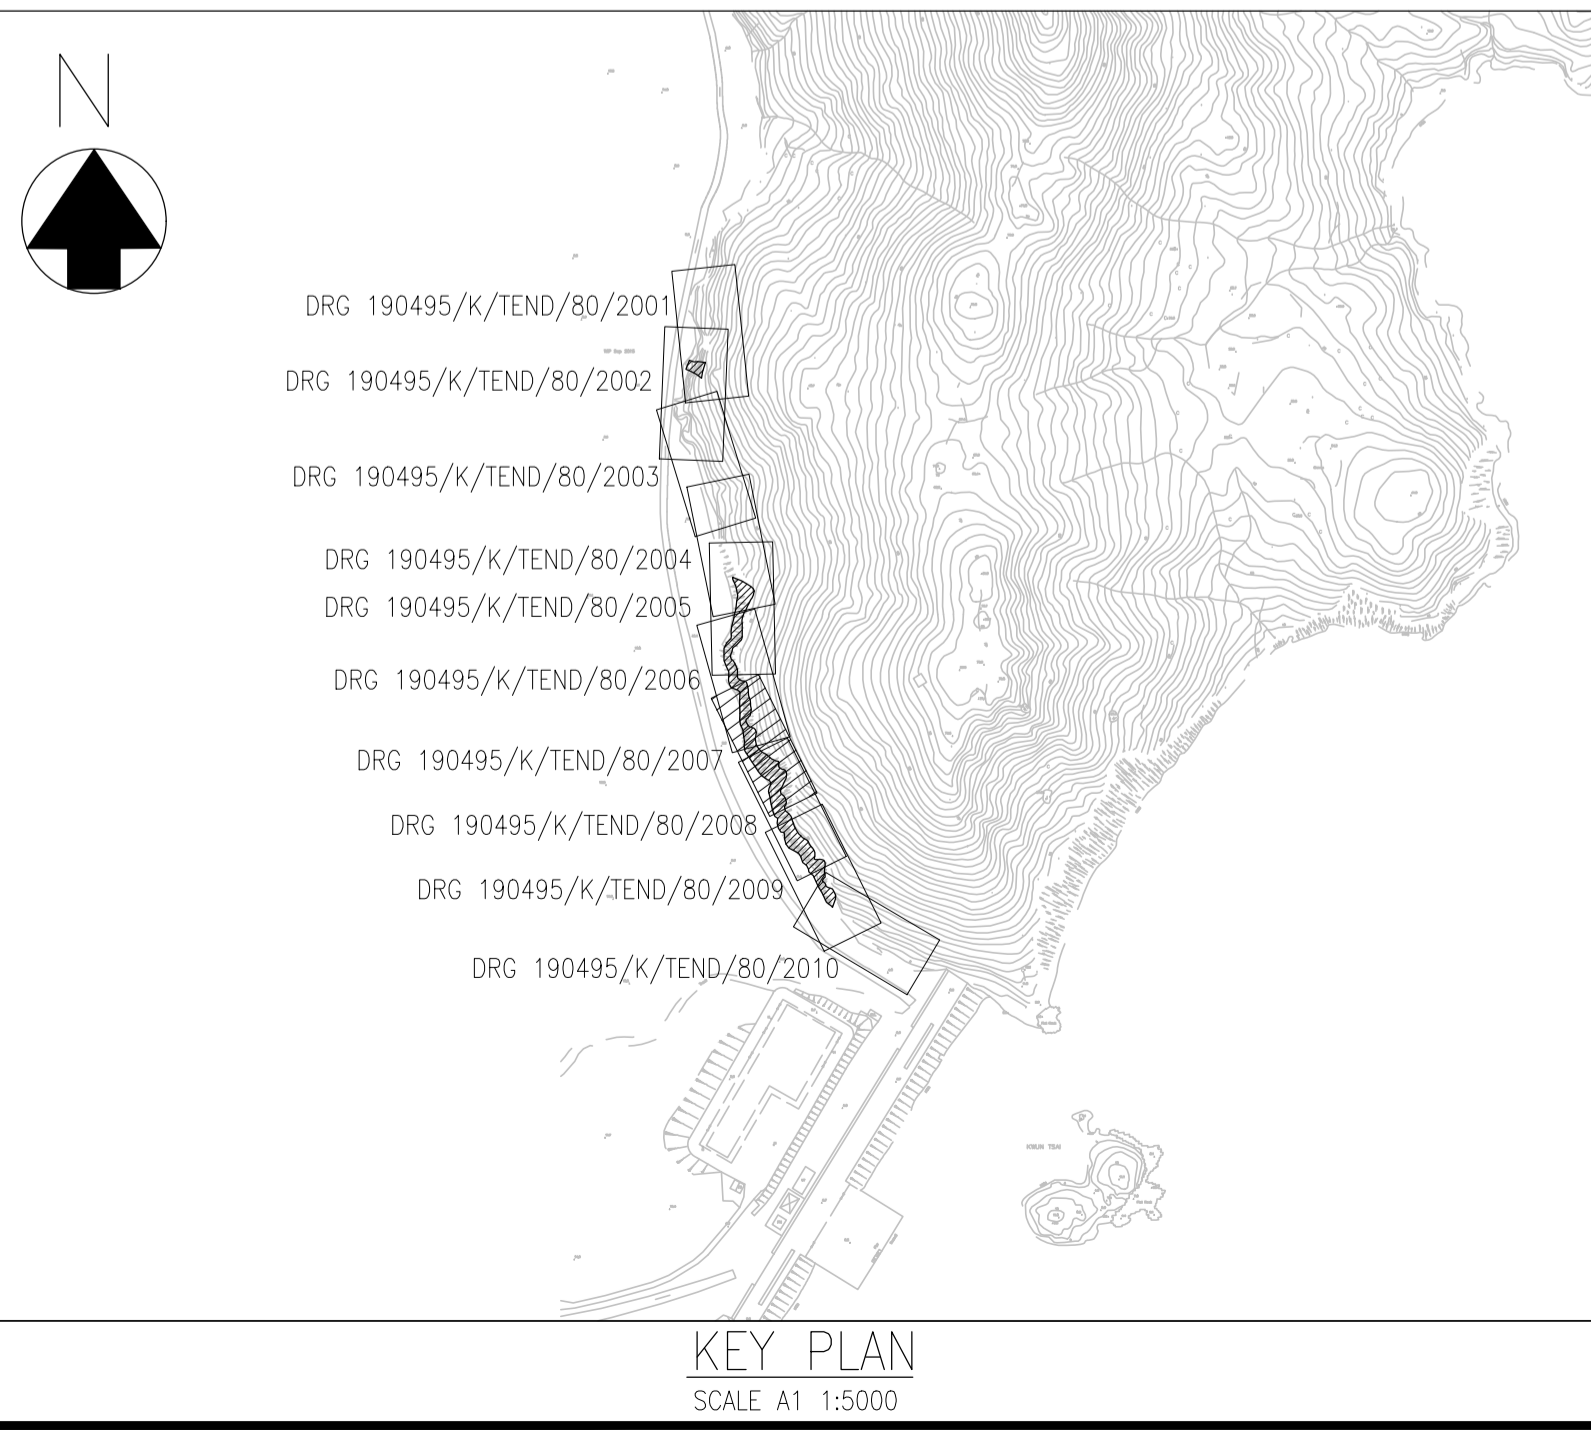 N
DRG 190495/K/TEND/80/2001
DRG 190495/K/TEND/80/2002
DRG 190495/K/TEND/80/2003
DRG 190495/K/TEND/80/2004
DRG 190495/K/TEND/80/2005
DRG 190495/K/TEND/80/2006
DRG 190495/K/TEND/80/2007
DRG 190495/K/TEND/80/2008
DRG 190495/K/TEND/80/2009
DRG 190495/K/TEND/80/2010
KWUN TSAI
KEY PLAN
SCALE A1 1:5000